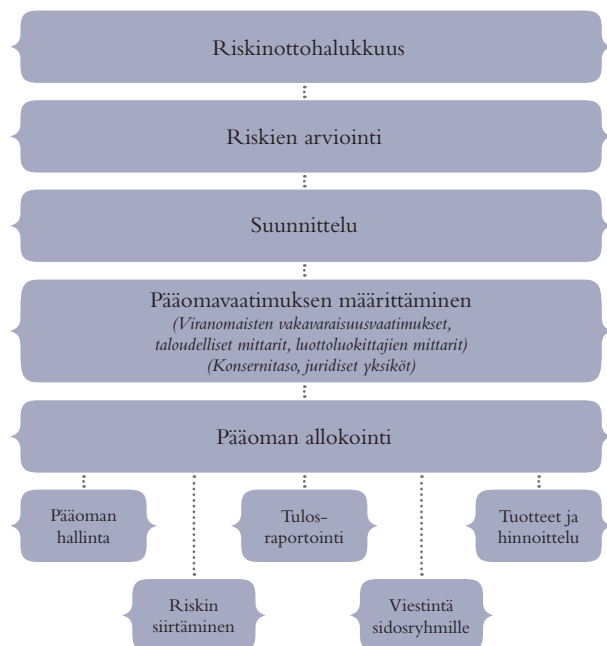 Riskinottohalukkuus
Riskien arviointi
Suunnittelu
Pääomavaatimuksen määrittäminen
(Viranomaisten vakavaraisuusvaatimukset,
taloudelliset mittarit, luottoluokittajien mittarit)
(Konsernitaso, juridiset yksiköt)
Pääoman allokointi
Pääoman
hallinta
Tulos-
raportointi
Tuotteet ja
hinnoittelu
Riskin
siirtäminen
Viestintä
sidosryhmille